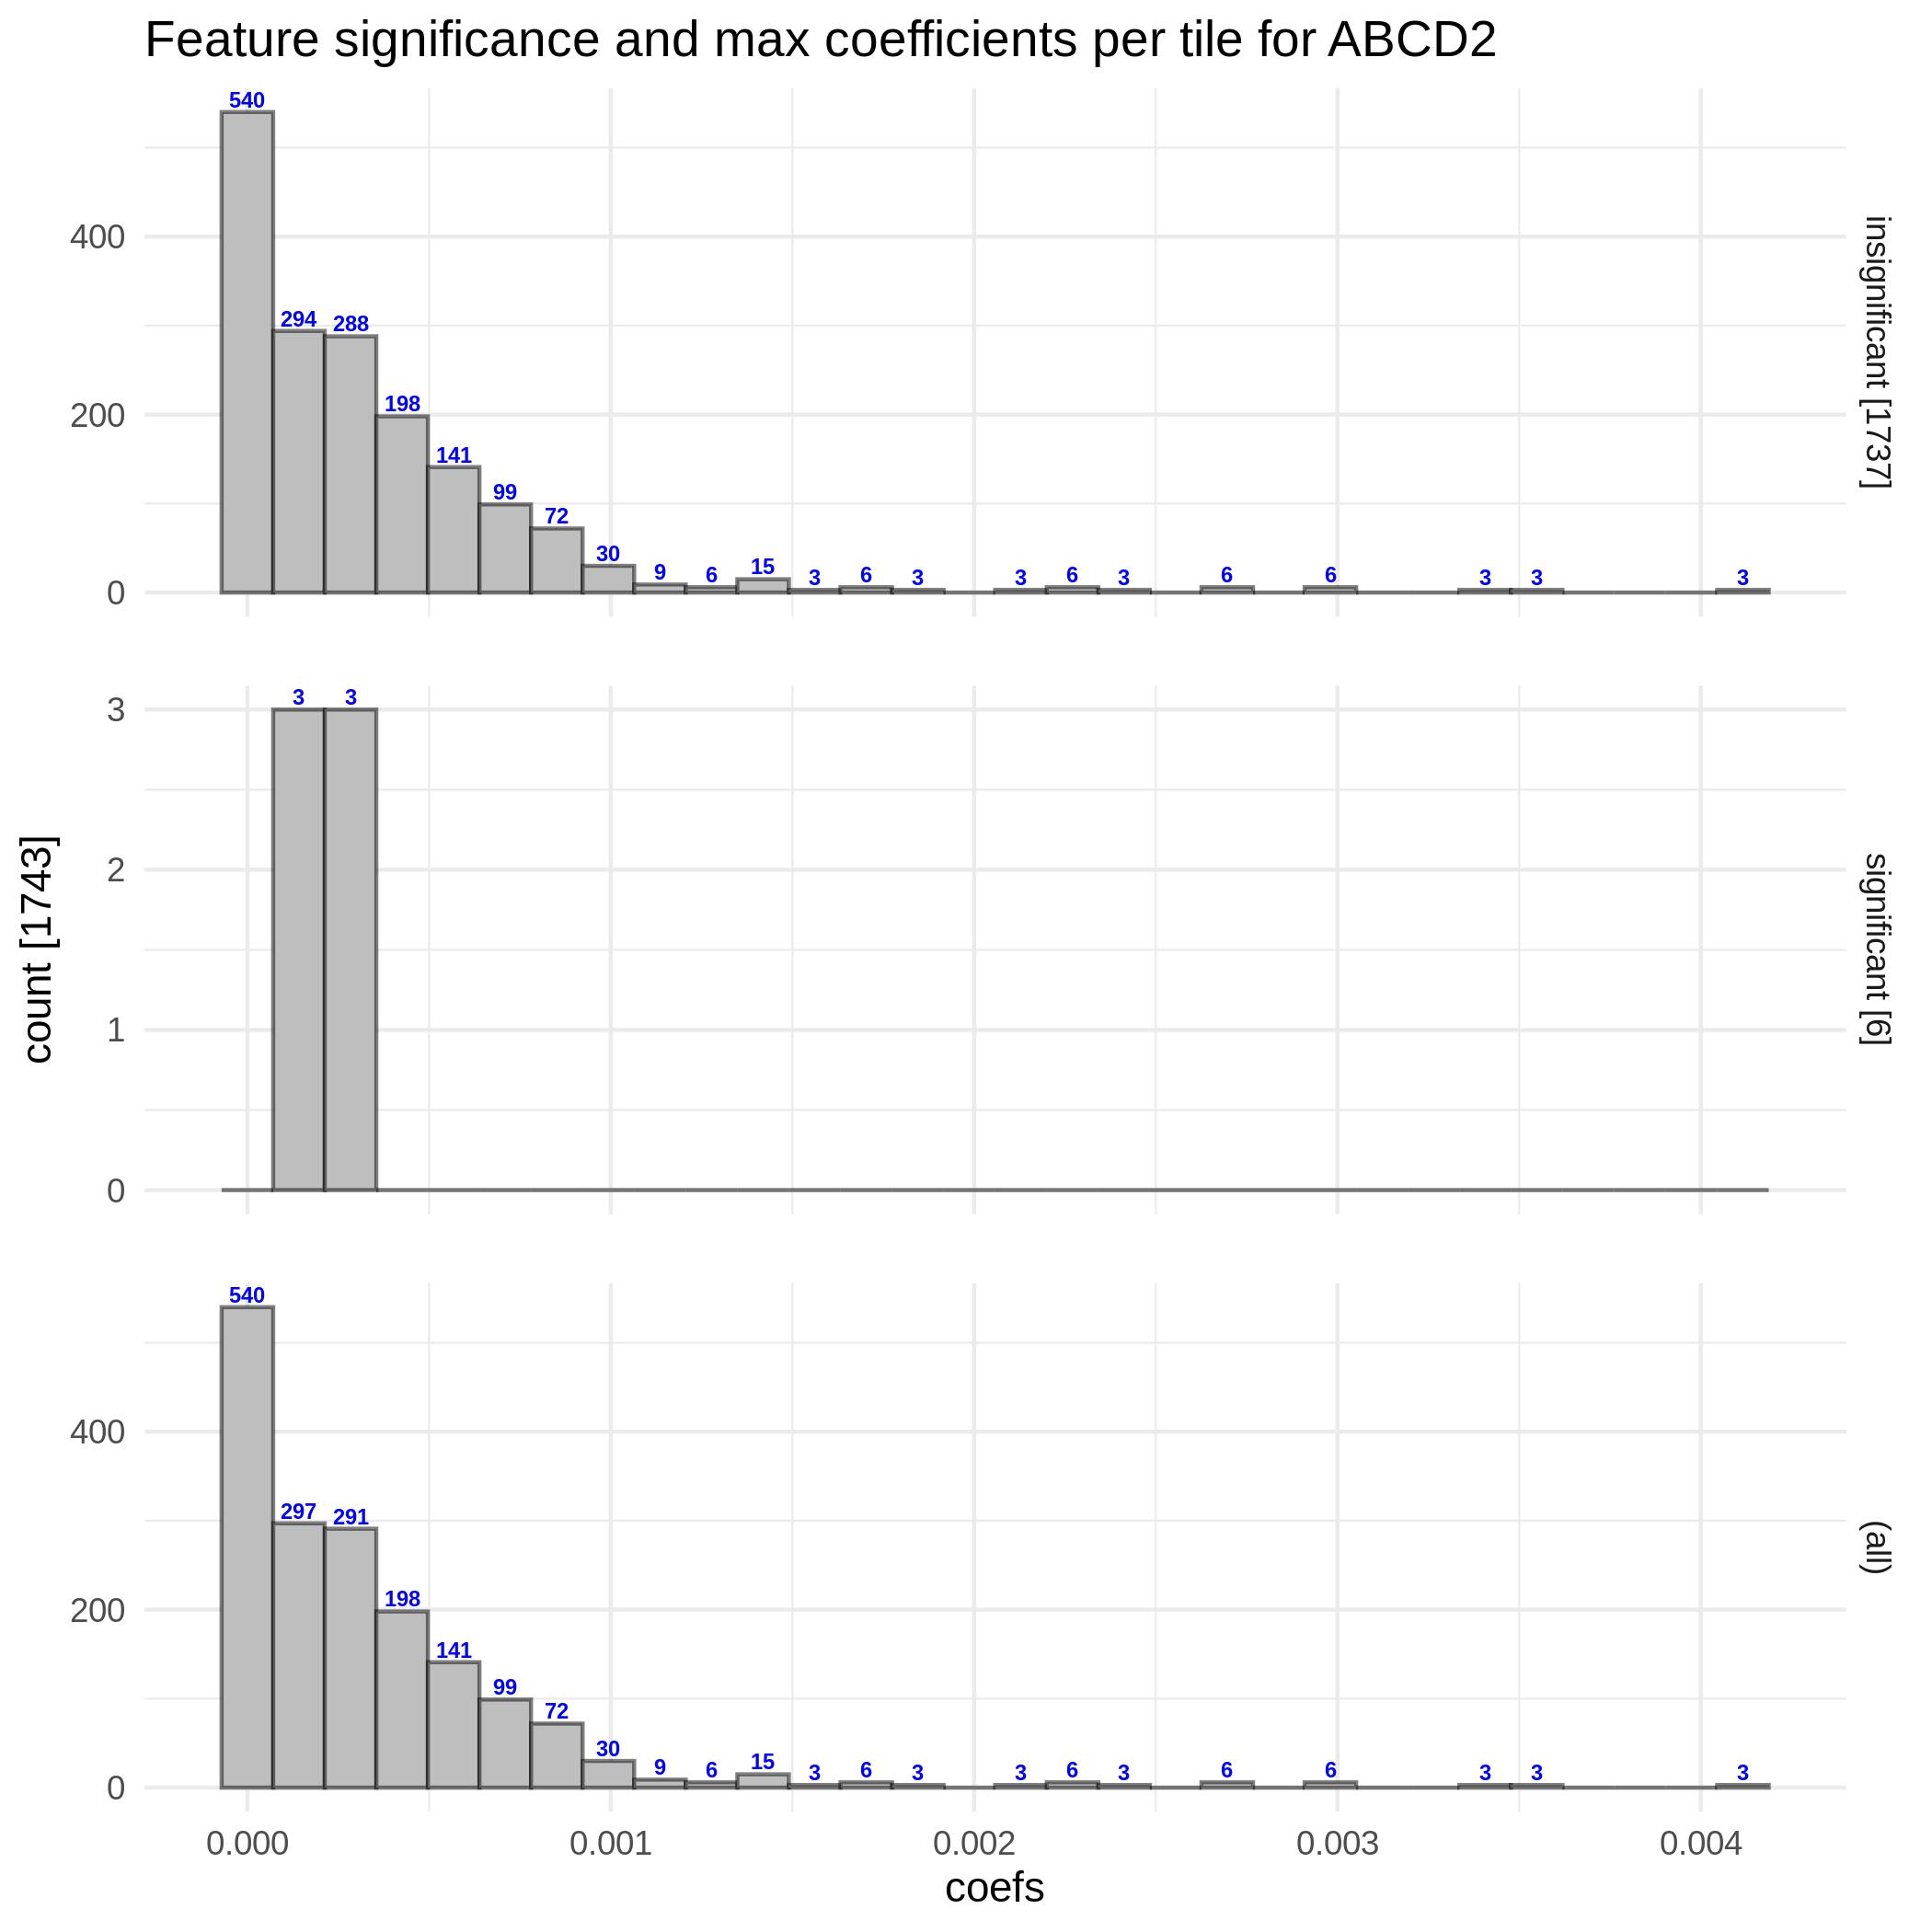 Feature significance and max coefficients per tile for ABCD2
540
294 288
198
141
99
72
30
9 6 15 3 6 3 3 6 3 6 6 3 3 3
400
200
0
insignificant [1737]
3 3
3
2
1
0
significant [6]
count [1743]
540
297 291
198
141
99
72
30
9 6 15 3 6 3 3 6 3 6 6 3 3 3
400
200
0
(all)
0.000 0.001 0.002 0.003 0.004
coefs